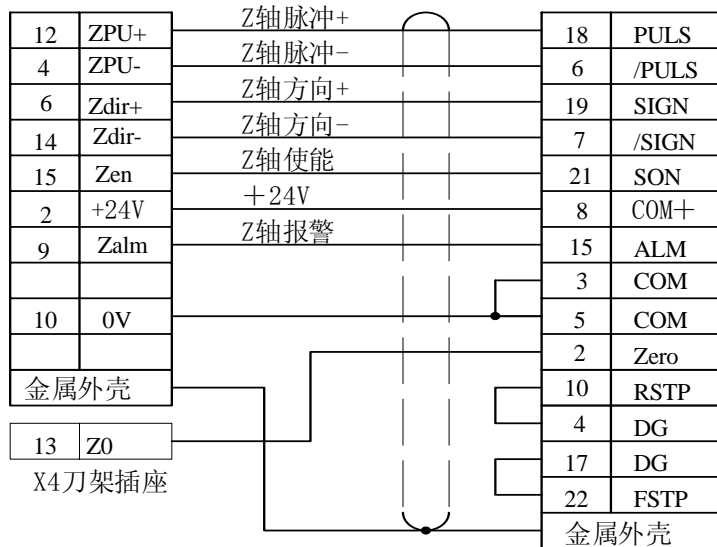 12 ZPU+ Z轴脉冲+ 18 PULS
4 ZPU- Z轴脉冲- 6 /PULS
6 Zdir+ Z轴方向+ 19 SIGN
14 Zdir- Z轴方向- 7 /SIGN
15 Zen Z轴使能 21 SON
2 +24V ＋24V 8 COM＋
9 Zalm Z轴报警 15 ALM
3 COM
10 0V 5 COM
2 Zero
金属外壳 10 RSTP
4 DG
13 Z0 17 DG
X4刀架插座 22 FSTP
金属外壳